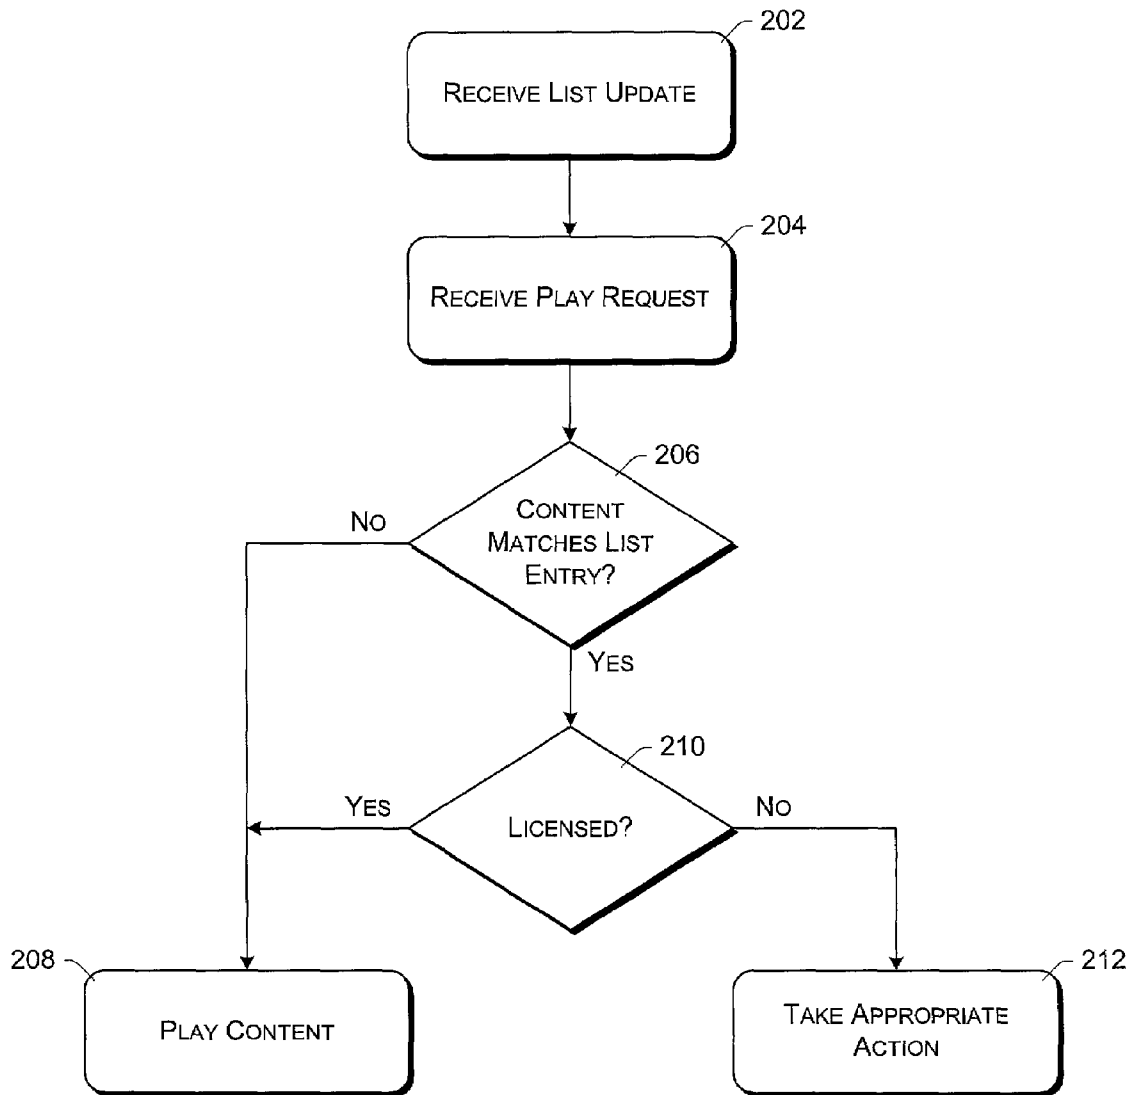 202
RECEIVE LIST UPDATE
204
RECEIVE PLAY REQUEST
206
CONTENT
MATCHES LIST
ENTRY?
NO
YES
210
LICENSED?
YES
NO
208
PLAY CONTENT
212
TAKE APPROPRIATE
ACTION